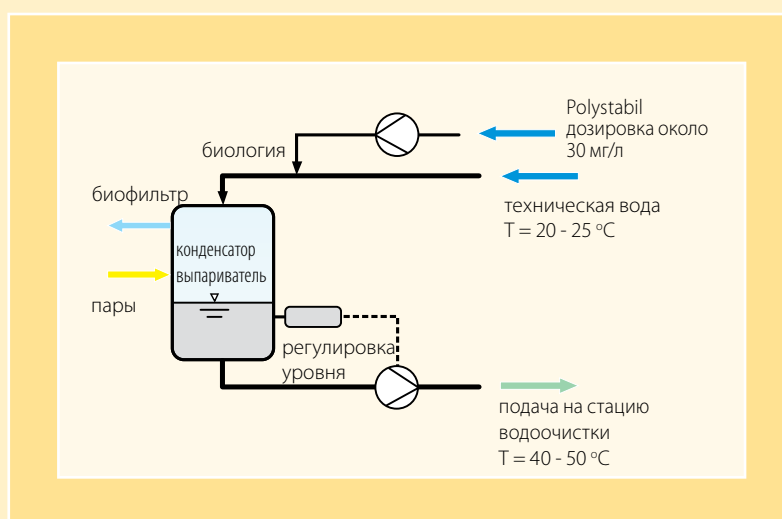 Polystabil
дозировка около
30 мг/л
биология
биофильтр
техническая вода
T = 20 - 25 °C
конденсатор
выпариватель
пары
регулировка
уровня
подача на стацию
водоочистки
T = 40 - 50 °C